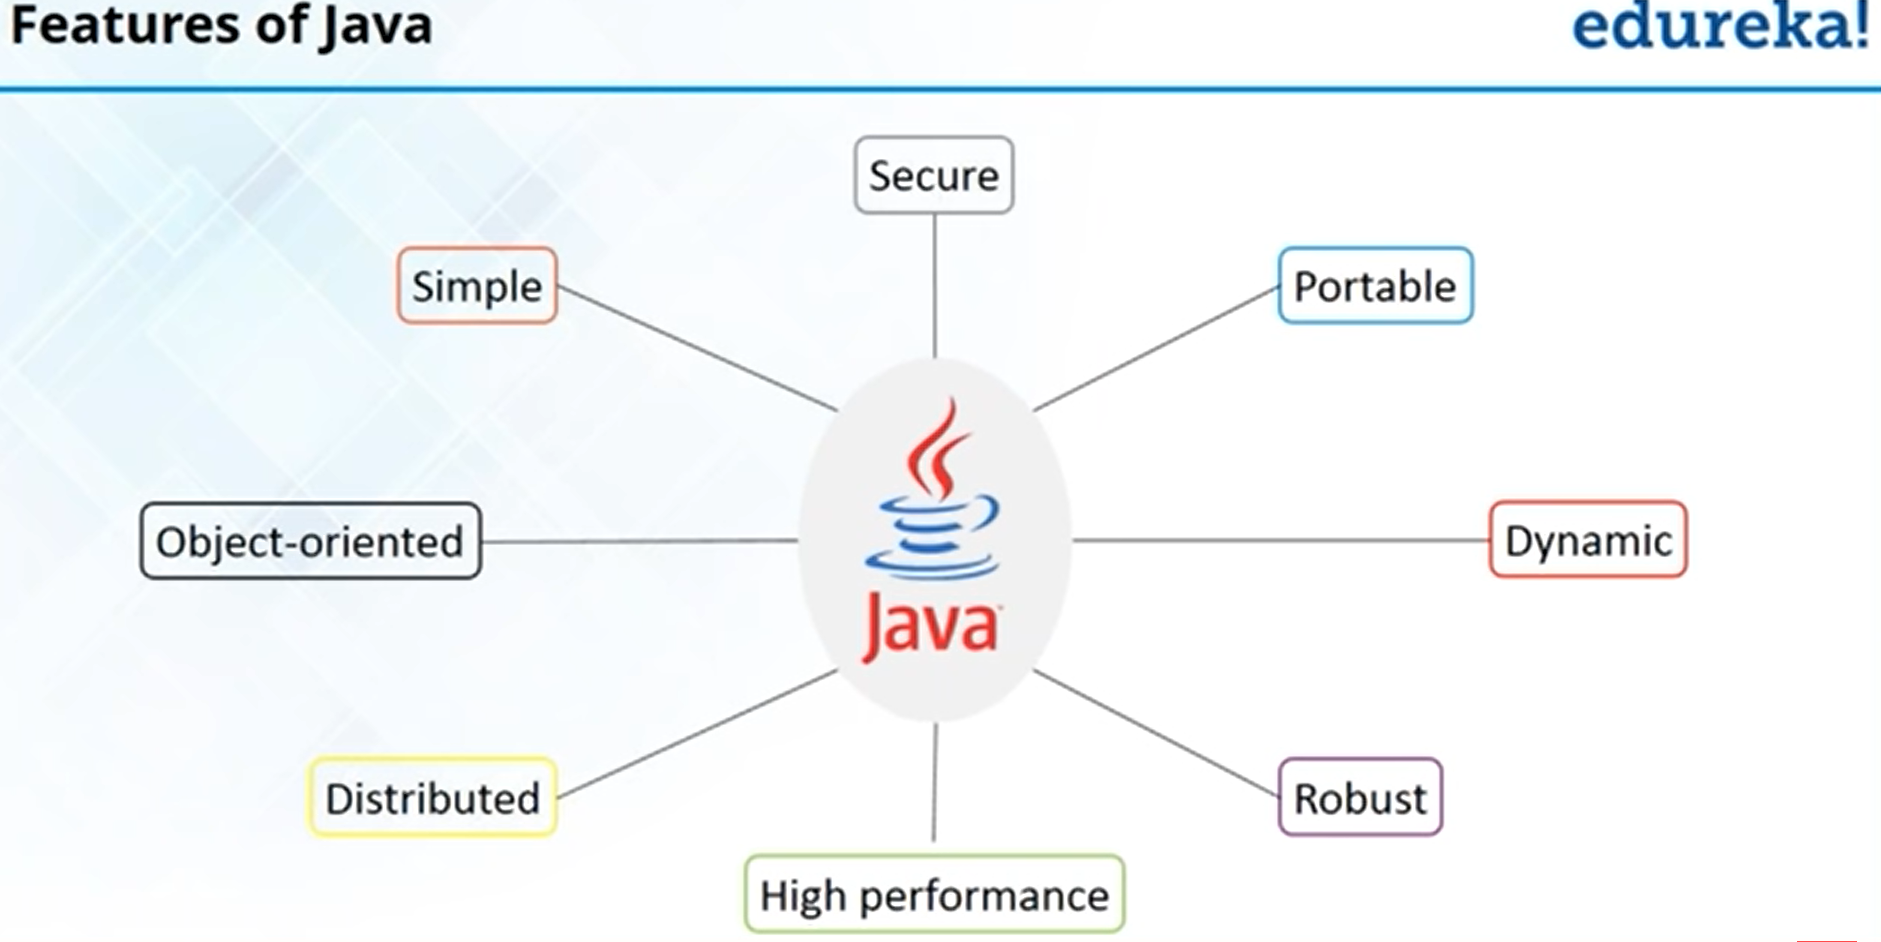 Features of Java
edureka!
Secure
Simple
Portable
Java
Object-oriented
Dynamic
Distributed
Robust
High performance